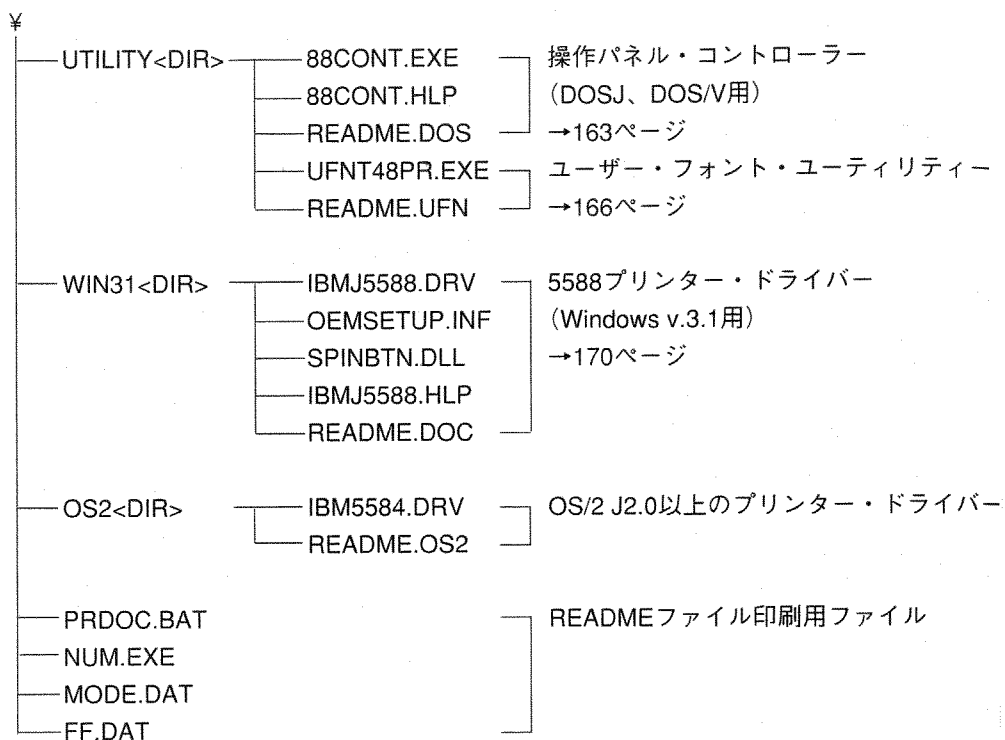 ¥
UTILITY<DIR> 88CONT.EXE 操作パネル・コントローラー
88CONT.HLP (DOSJ、DOS/V用)
README.DOS →163ページ
UFNT48PR.EXE ユーザー・フォント・ユーティリティー
README.UFN →166ページ
WIN31<DIR> IBMJ5588.DRV 5588プリンター・ドライバー
OEMSETUP.INF (Windows v.3.1用)
SPINBTN.DLL →170ページ
IBMJ5588.HLP
README.DOC
OS2<DIR> IBM5584.DRV OS/2 J2.0以上のプリンター・ドライバー
README.OS2
PRDOC.BAT READMEファイル印刷用ファイル
NUM.EXE
MODE.DAT
FF.DAT